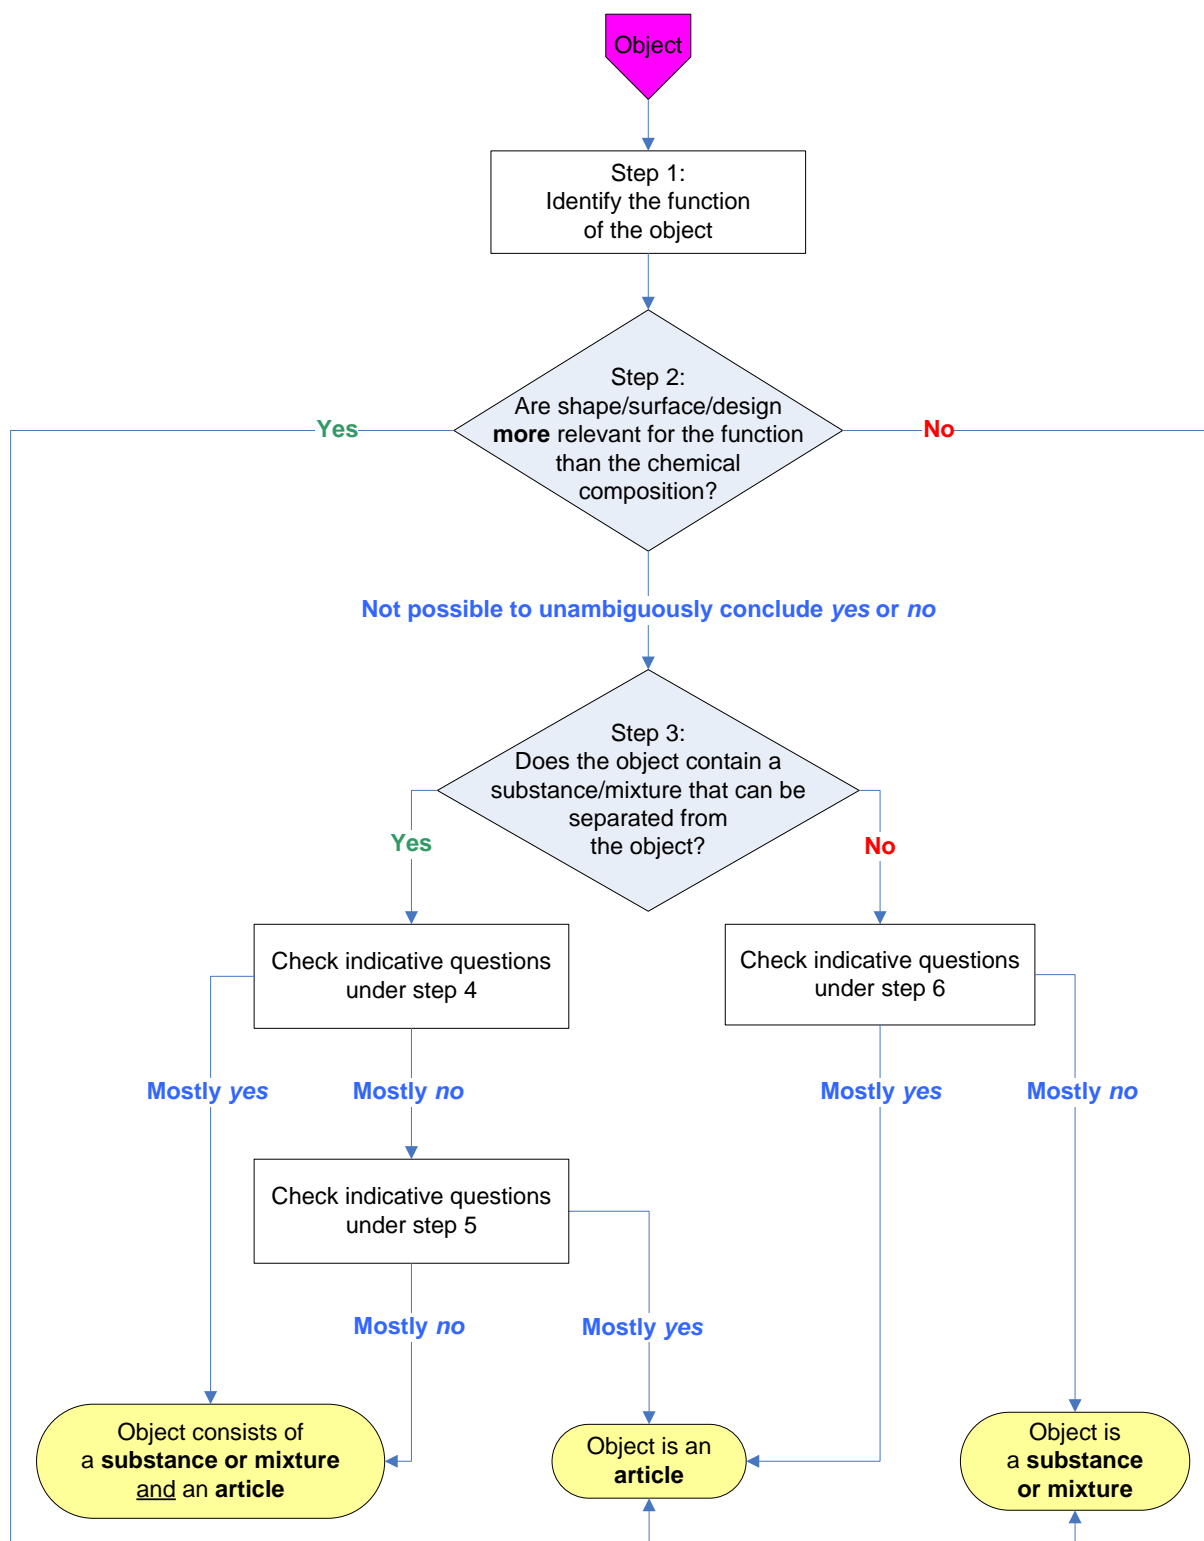 Object
Step 1:
Identify the function
of the object
Step 2:
Are shape/surface/design
more relevant for the function
than the chemical
composition?
Yes
No
Not possible to unambiguously conclude yes or no
Step 3:
Does the object contain a
substance/mixture that can be
separated from
the object?
Yes
No
Check indicative questions
under step 4
Check indicative questions
under step 6
Mostly yes
Mostly no
Mostly yes
Mostly no
Check indicative questions
under step 5
Mostly no
Mostly yes
Object consists of
a substance or mixture
and an article
Object is an
article
Object is
a substance
or mixture